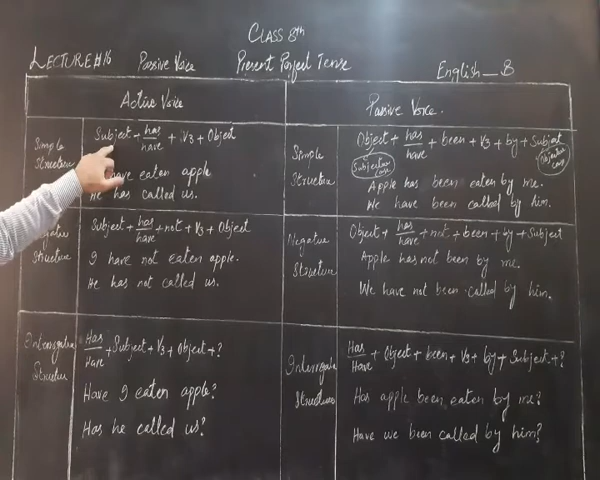 CLASS 8th
LECTURE#16 Passive Voice Present Perfect Tense English_B
Active Voice
Passive Voice.
Simple
Structure
Subject + has/have + V3 + Object
have eaten apple
He has called us.
Simple
Structure
Object + has/have + been + V3 + by + Subject
Subjective case
Objective case
Apple has been eaten by me.
We have been called by him.
Negative
Structure
Subject + has/have + not + V3 + Object
I have not eaten apple.
He has not called us.
Negative
Structure
Object + has/have + not + been + by + Subject
Apple has not been by me.
We have not been called by him.
Structur
Has/Have + Subject + V3 + Object + ?
Have I eaten apple?
Has he called us?
Structures
Has/Have + Object + been + V3 + by + Subject + ?
Has apple been eaten by me?
Have we been called by him?